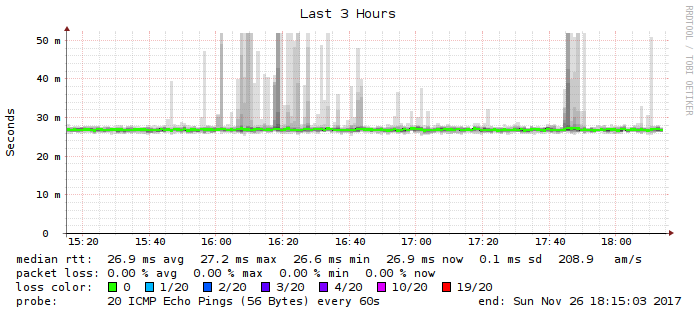 Last 3 Hours
RRDTOOL / TOBI OETIKER
Seconds
50 m
40 m
30 m
20 m
10 m
0
15:20 15:40 16:00 16:20 16:40 17:00 17:20 17:40 18:00
median rtt: 26.9 ms avg 27.2 ms max 26.6 ms min 26.9 ms now 0.1 ms sd 208.9 am/s
packet loss: 0.00 % avg 0.00 % max 0.00 % min 0.00 % now
loss color: 0 1/20 2/20 3/20 4/20 10/20 19/20
probe: 20 ICMP Echo Pings (56 Bytes) every 60s end: Sun Nov 26 18:15:03 2017